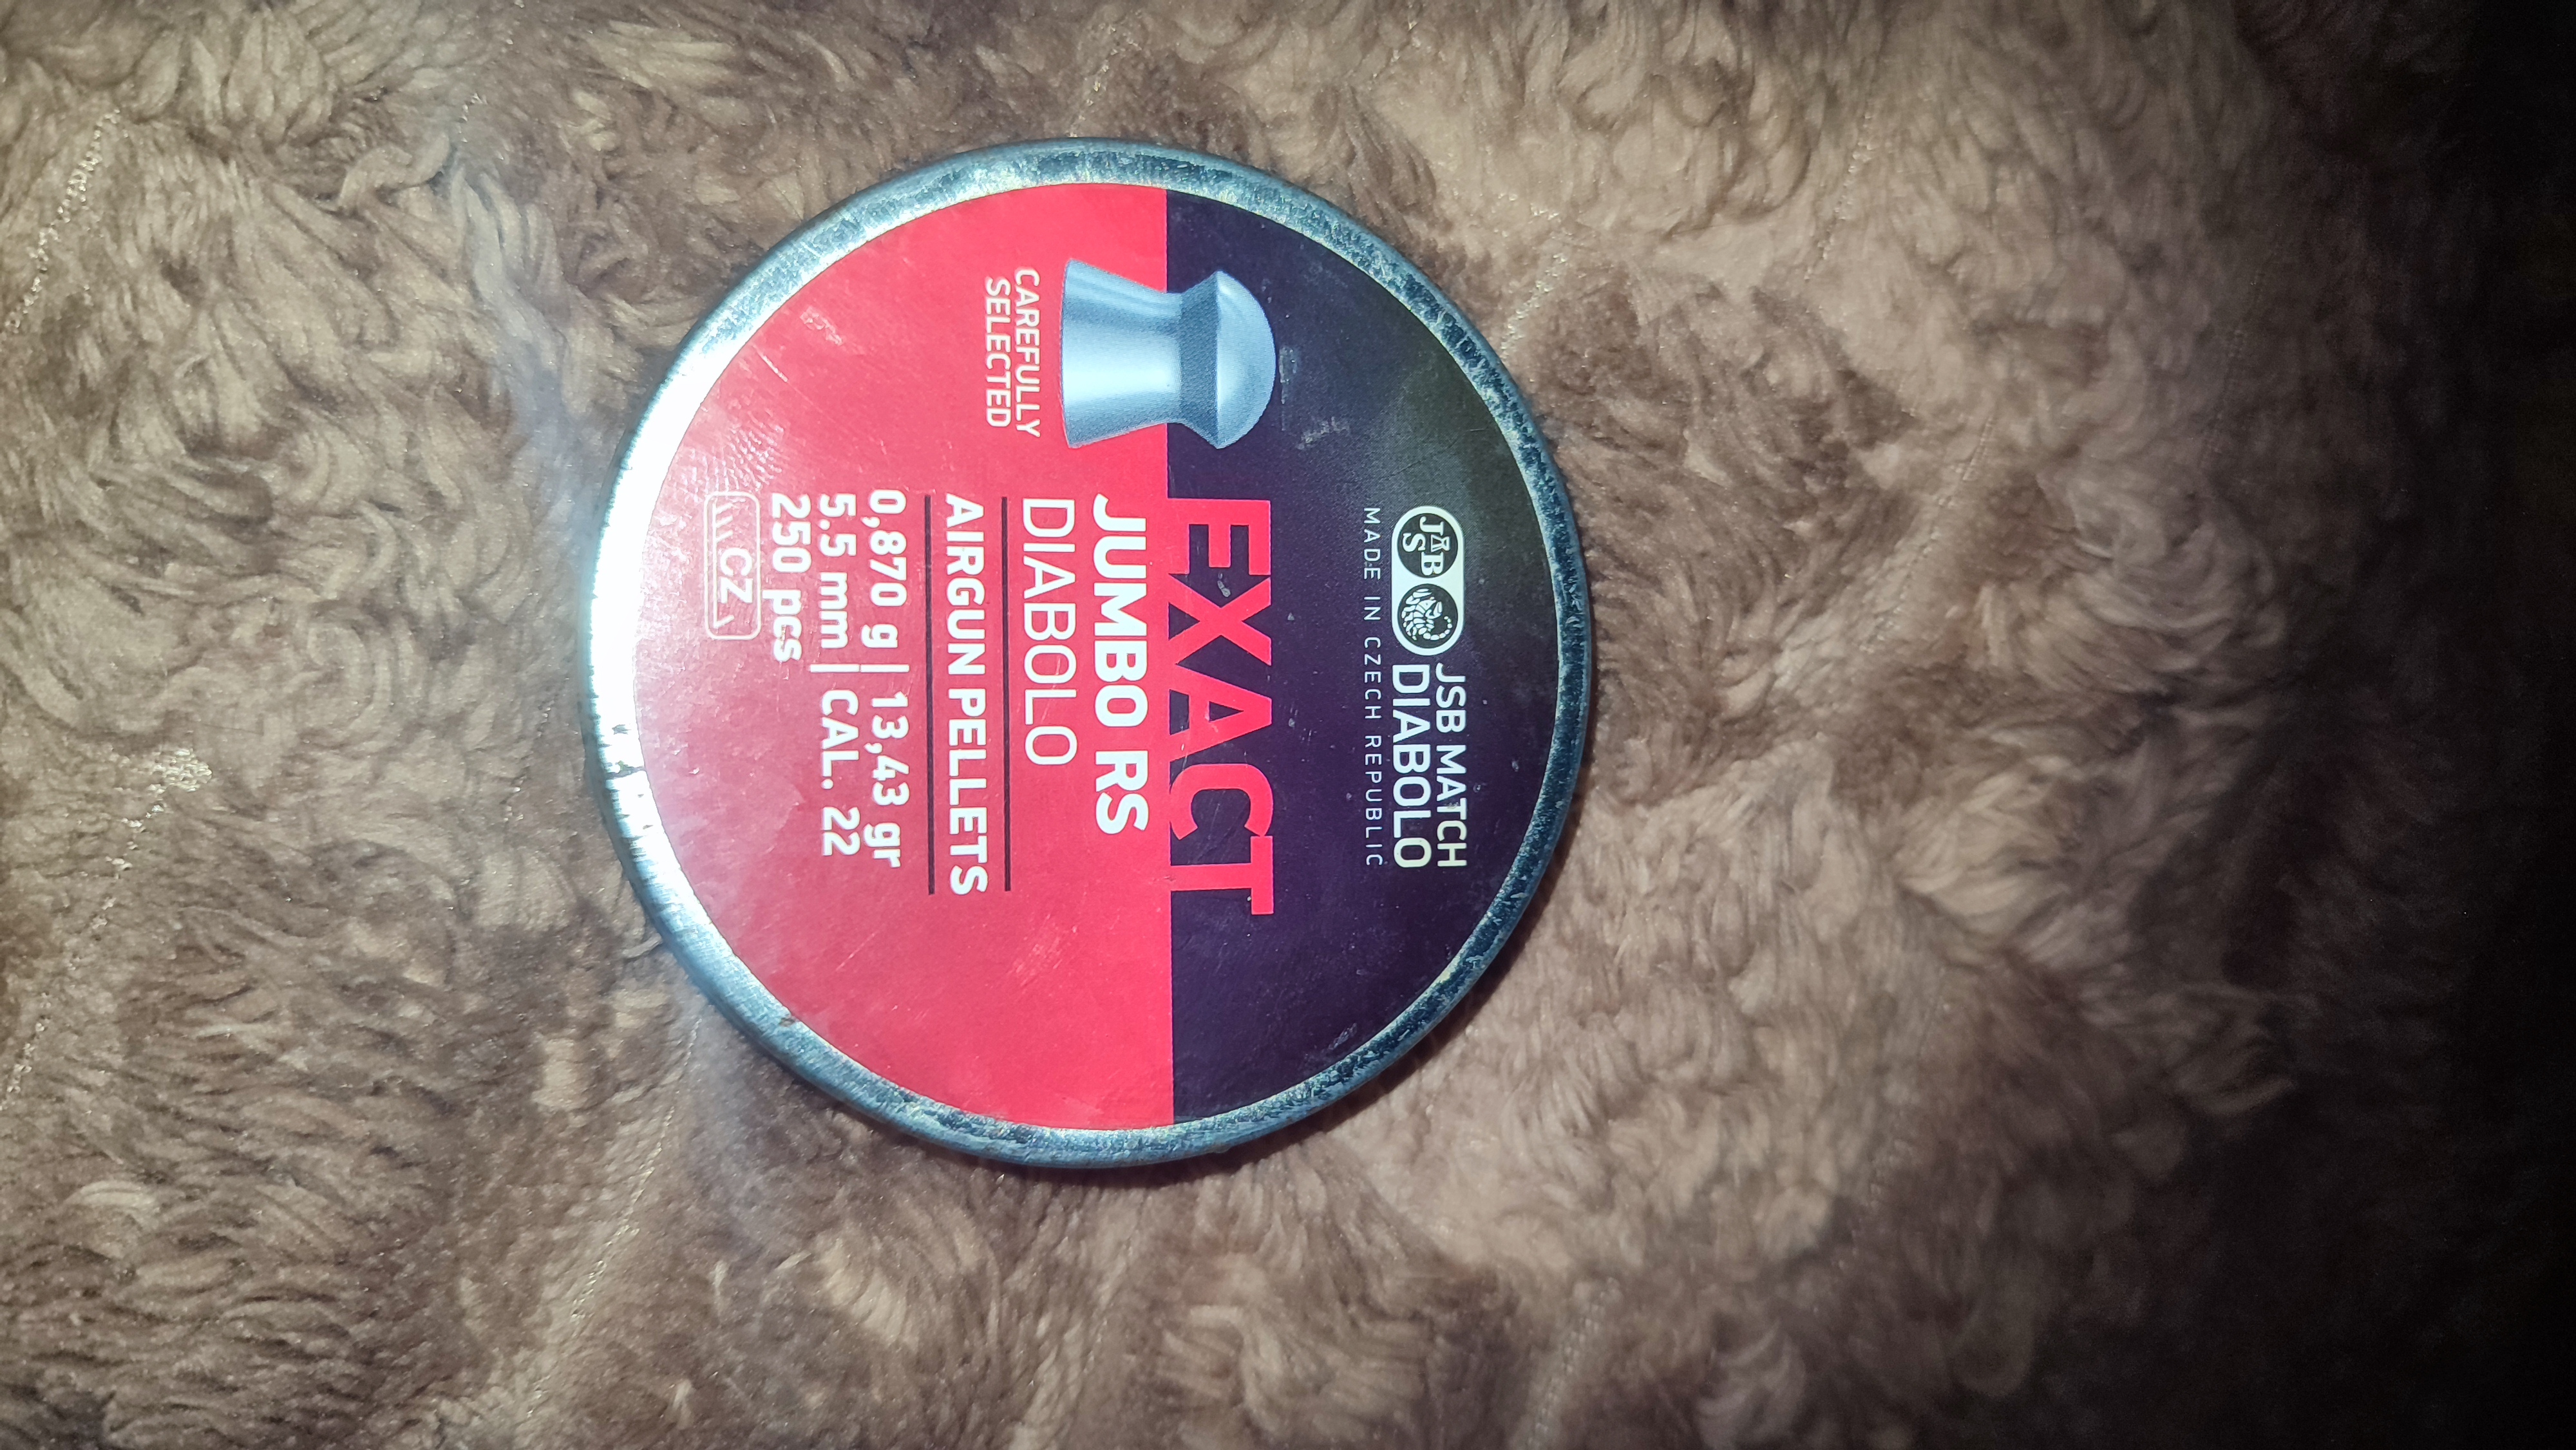 JSB
JSB MATCH
DIABOLO
MADE IN CZECH REPUBLIC
EXACT
JUMBO RS
DIABOLO
CAREFULLY
SELECTED
AIRGUN PELLETS
0,870 g | 13,43 gr
5.5 mm | CAL. 22
250 pcs
CZ